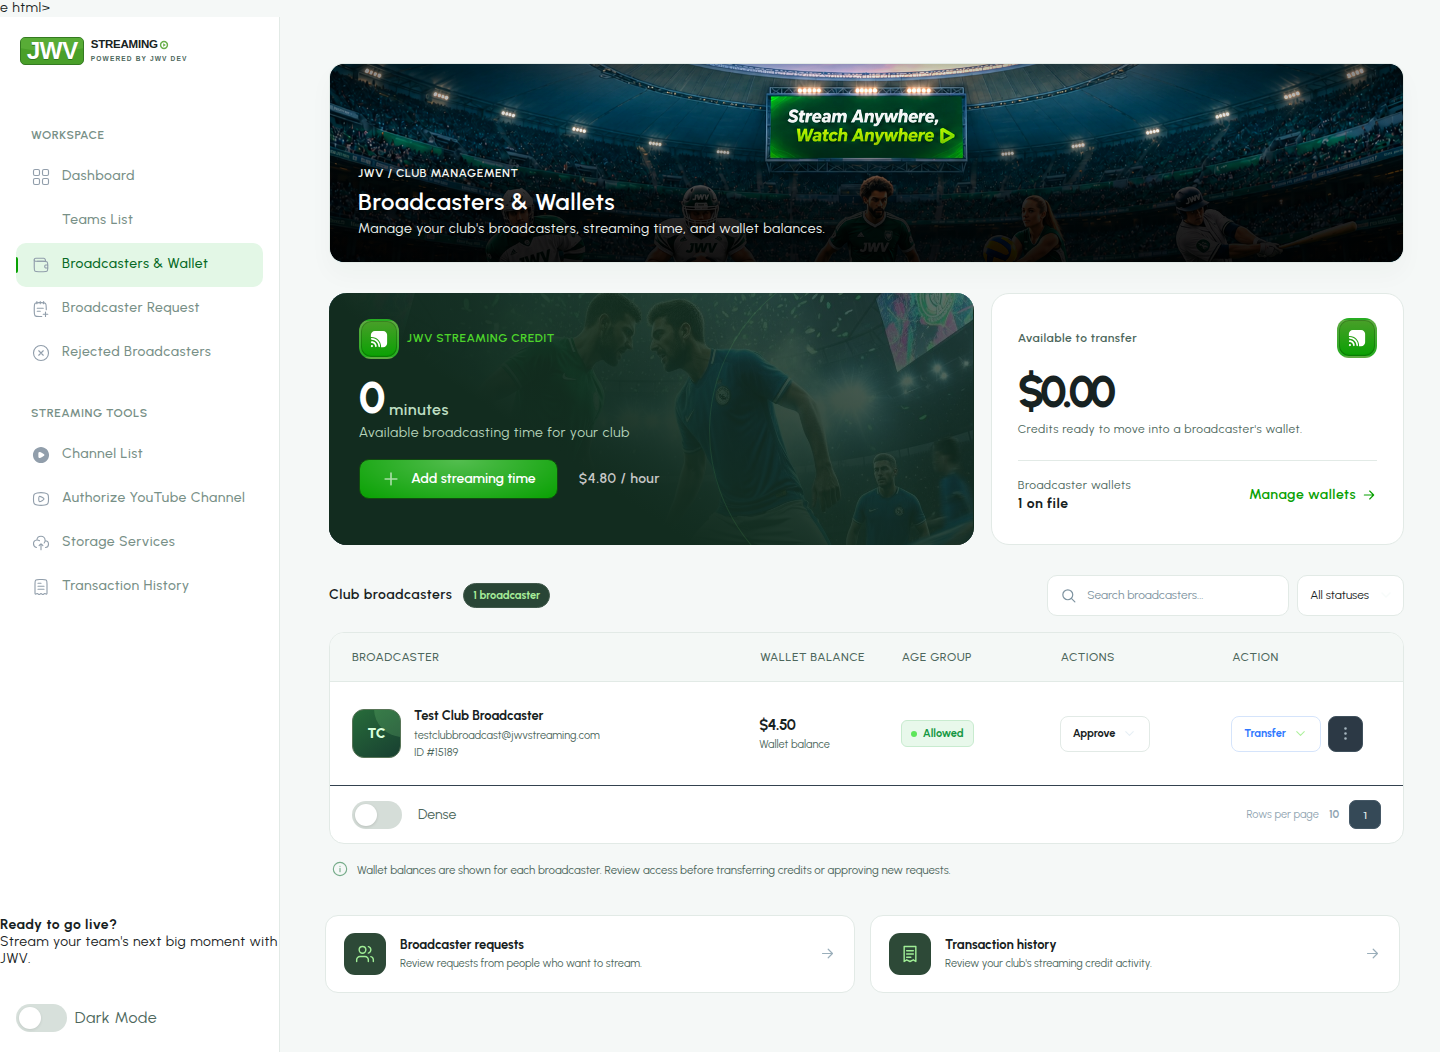 e html>
JWV STREAMING
POWERED BY JWV DEV
WORKSPACE
Dashboard
Teams List
Broadcasters & Wallet
Broadcaster Request
Rejected Broadcasters
STREAMING TOOLS
Channel List
Authorize YouTube Channel
Storage Services
Transaction History
Ready to go live?
Stream your team's next big moment with
JWV.
Dark Mode
Stream Anywhere,
Watch Anywhere
JWV / CLUB MANAGEMENT
Broadcasters & Wallets
Manage your club's broadcasters, streaming time, and wallet balances.
JWV
JWV
JWV
JWV
JWV STREAMING CREDIT
0 minutes
Available broadcasting time for your club
Add streaming time
$4.80 / hour
Available to transfer
$0.00
Credits ready to move into a broadcaster's wallet.
Broadcaster wallets
1 on file
Manage wallets
Club broadcasters
1 broadcaster
Search broadcasters...
All statuses
BROADCASTER
WALLET BALANCE
AGE GROUP
ACTIONS
ACTION
TC
Test Club Broadcaster
testclubbroadcast@jwvstreaming.com
ID #15189
$4.50
Wallet balance
Allowed
Approve
Transfer
Dense
Rows per page 10
1
Wallet balances are shown for each broadcaster. Review access before transferring credits or approving new requests.
Broadcaster requests
Review requests from people who want to stream.
Transaction history
Review your club's streaming credit activity.